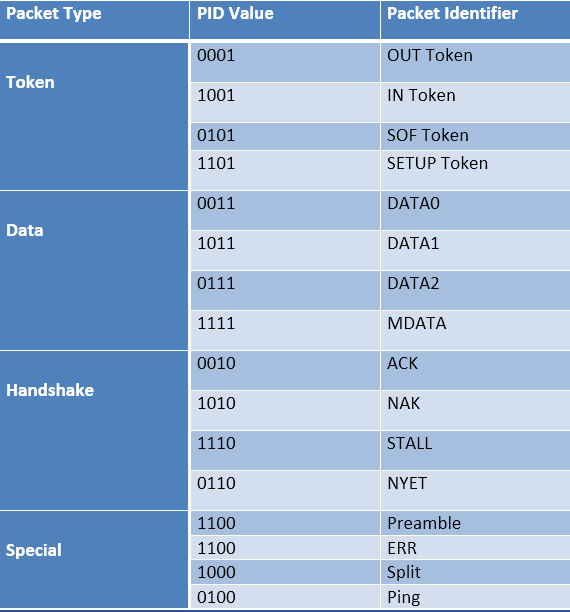 Packet Type PID Value Packet Identifier
Token
0001 OUT Token
1001 IN Token
0101 SOF Token
1101 SETUP Token
Data
0011 DATA0
1011 DATA1
0111 DATA2
1111 MDATA
Handshake
0010 ACK
1010 NAK
1110 STALL
0110 NYET
Special
1100 Preamble
1100 ERR
1000 Split
0100 Ping